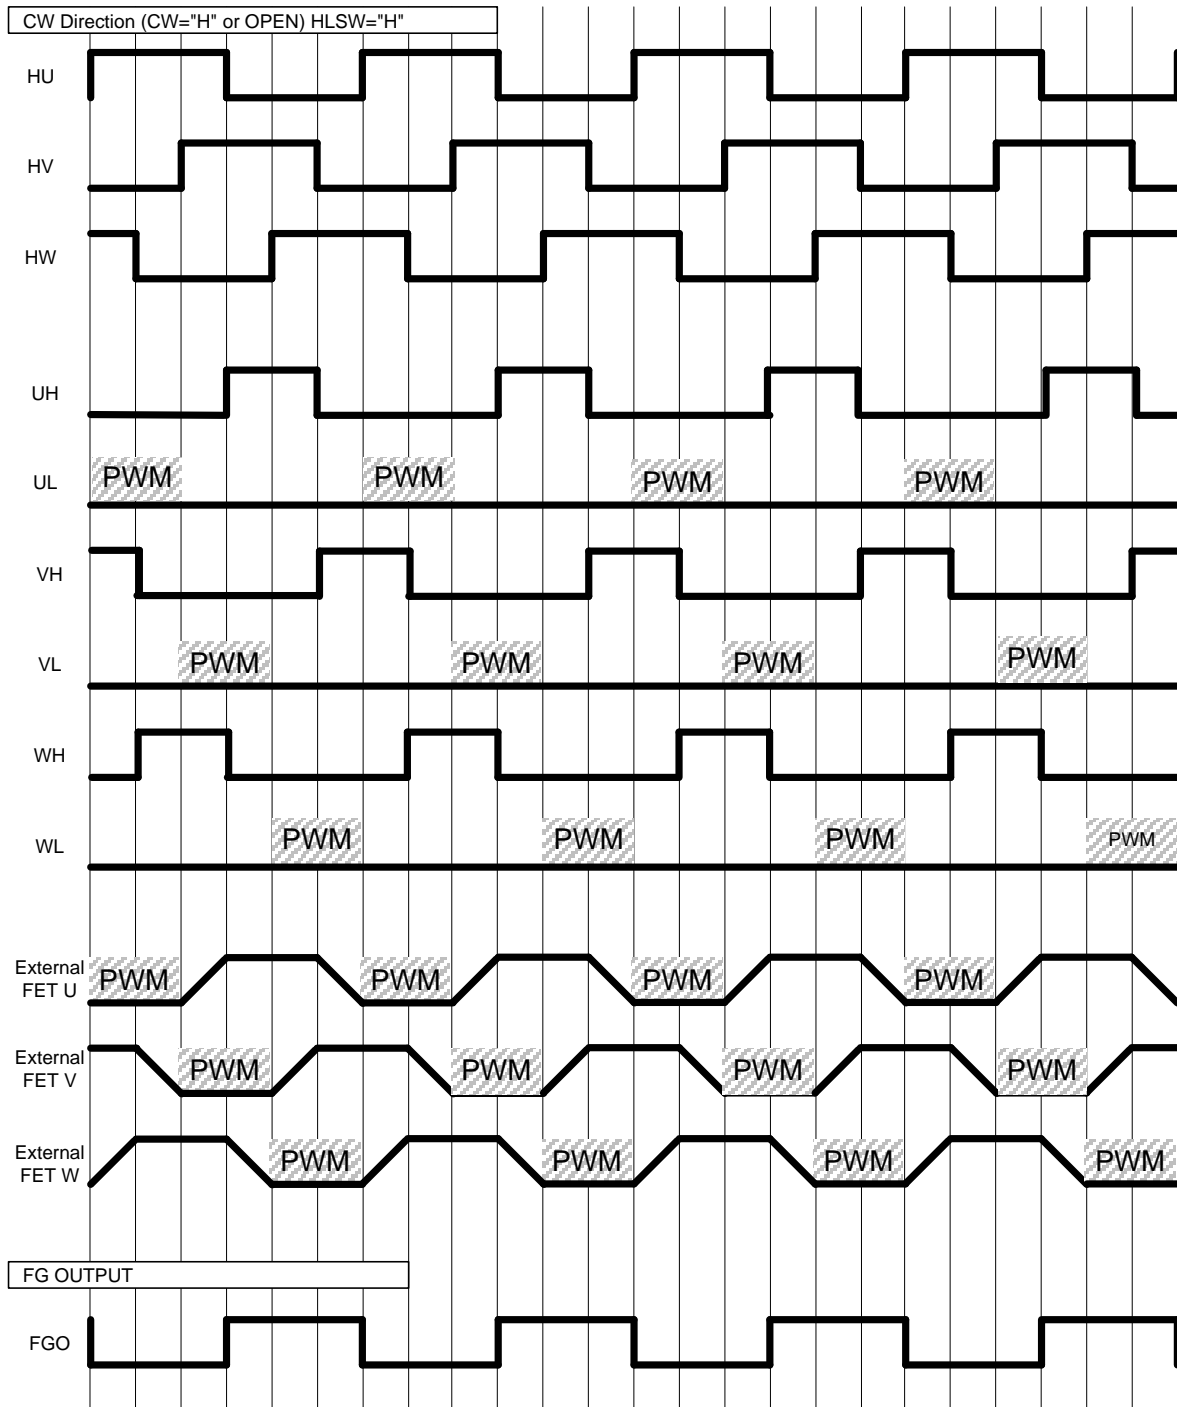 CW Direction (CW="H" or OPEN) HLSW="H"
HU
HV
HW
UH
UL
PWM PWM PWM PWM
VH
VL
PWM PWM PWM PWM
WH
WL
PWM PWM PWM PWM
External
FET U
PWM PWM PWM PWM
External
FET V
PWM PWM PWM PWM
External
FET W
PWM PWM PWM PWM
FG OUTPUT
FGO